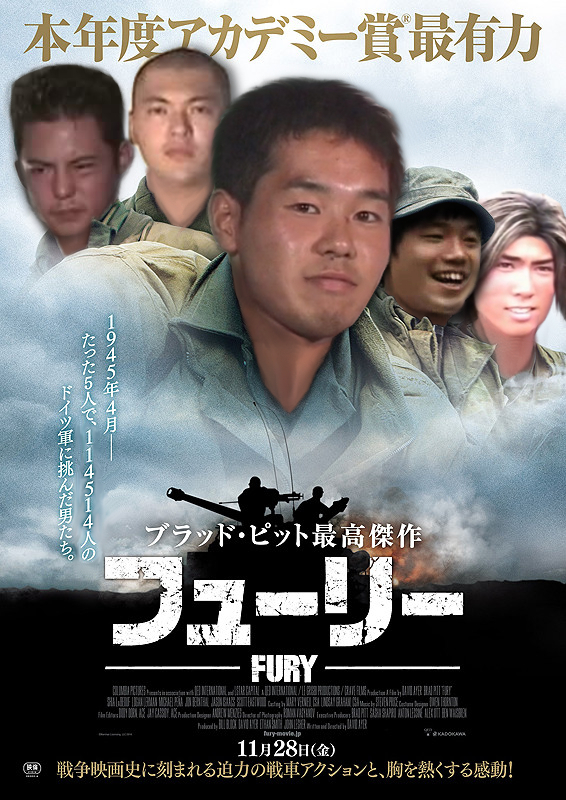 本年度アカデミー賞®最有力
1945年4月――
たった5人で、114514人の
ドイツ軍に挑んだ男たち。
ブラッド・ピット最高傑作
フューリー
FURY
fury-movie.jp
KADOKAWA
11月28日(金)
戦争映画史に刻まれる迫力の戦車アクションと、胸を熱くする感動!